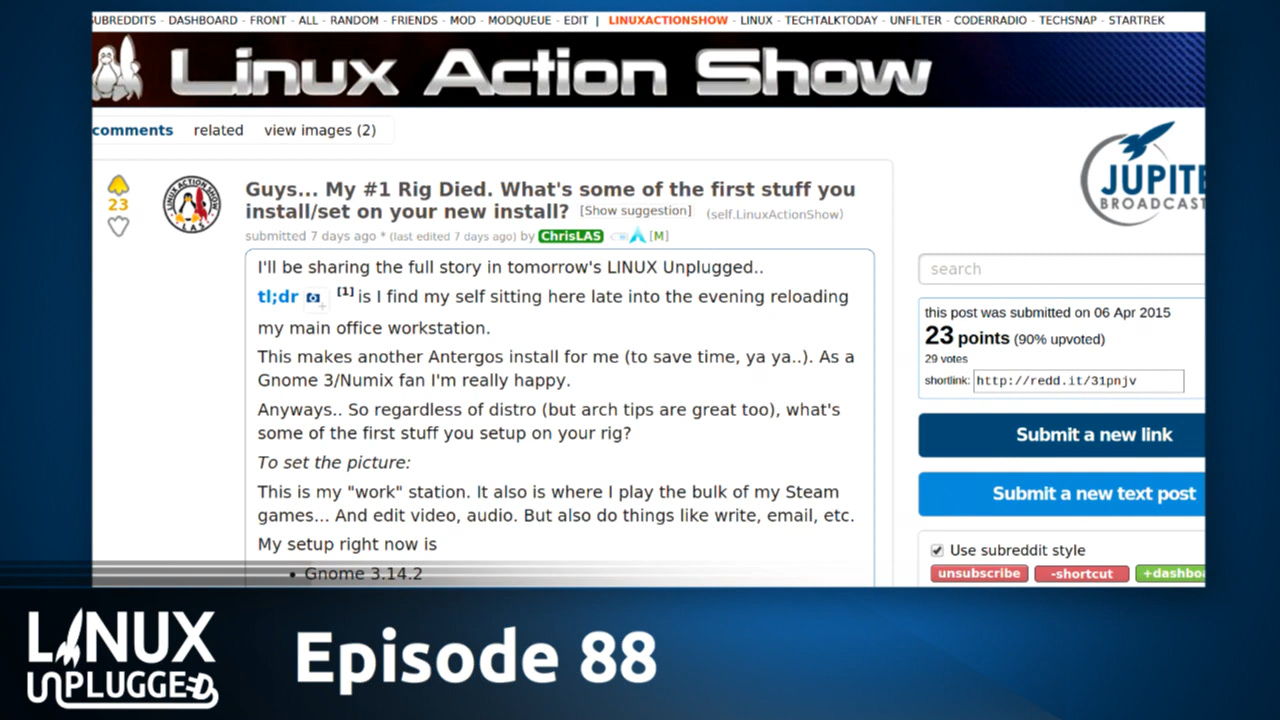 SUBREDDITS - DASHBOARD - FRONT - ALL - RANDOM - FRIENDS - MOD - MODQUEUE - EDIT | LINUXACTIONSHOW - LINUX - TECHTALKTODAY - UNFILTER - CODERRADIO - TECHSNAP - STARTREK
Linux Action Show
comments related view images (2)
JUPITE
BROADCAST
23
LINUX ACTION SHOW
L A S
Guys... My #1 Rig Died. What's some of the first stuff you
install/set on your new install? [Show suggestion] (self.LinuxActionShow)
submitted 7 days ago * (last edited 7 days ago) by ChrisLAS [M]
I'll be sharing the full story in tomorrow's LINUX Unplugged..
tl;dr [1] is I find my self sitting here late into the evening reloading
my main office workstation.
This makes another Antergos install for me (to save time, ya ya..). As a
Gnome 3/Numix fan I'm really happy.
Anyways.. So regardless of distro (but arch tips are great too), what's
some of the first stuff you setup on your rig?
To set the picture:
This is my "work" station. It also is where I play the bulk of my Steam
games... And edit video, audio. But also do things like write, email, etc.
My setup right now is
• Gnome 3.14.2
search
this post was submitted on 06 Apr 2015
23 points (90% upvoted)
29 votes
shortlink: http://redd.it/31pnjv
Submit a new link
Submit a new text post
Use subreddit style
unsubscribe -shortcut +dashboa
LINUX
UNPLUGGED
Episode 88